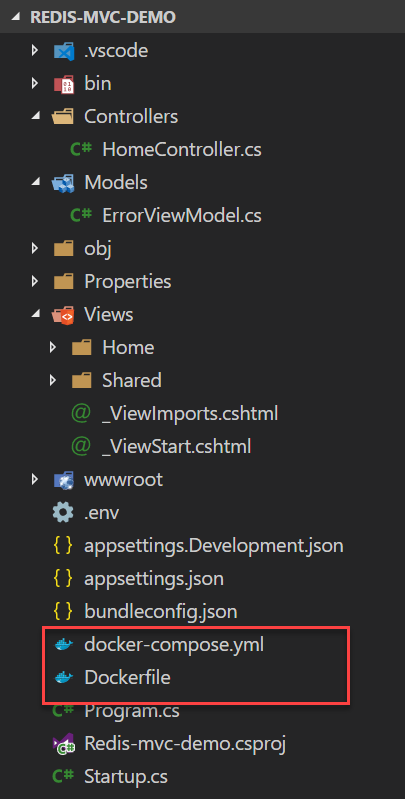 REDIS-MVC-DEMO
.vscode
bin
Controllers
C# HomeController.cs
Models
C# ErrorViewModel.cs
obj
Properties
Views
Home
Shared
@ _ViewImports.cshtml
@ _ViewStart.cshtml
wwwroot
.env
{ } appsettings.Development.json
{ } appsettings.json
{ } bundleconfig.json
docker-compose.yml
Dockerfile
C# Program.cs
Redis-mvc-demo.csproj
C# Startup.cs